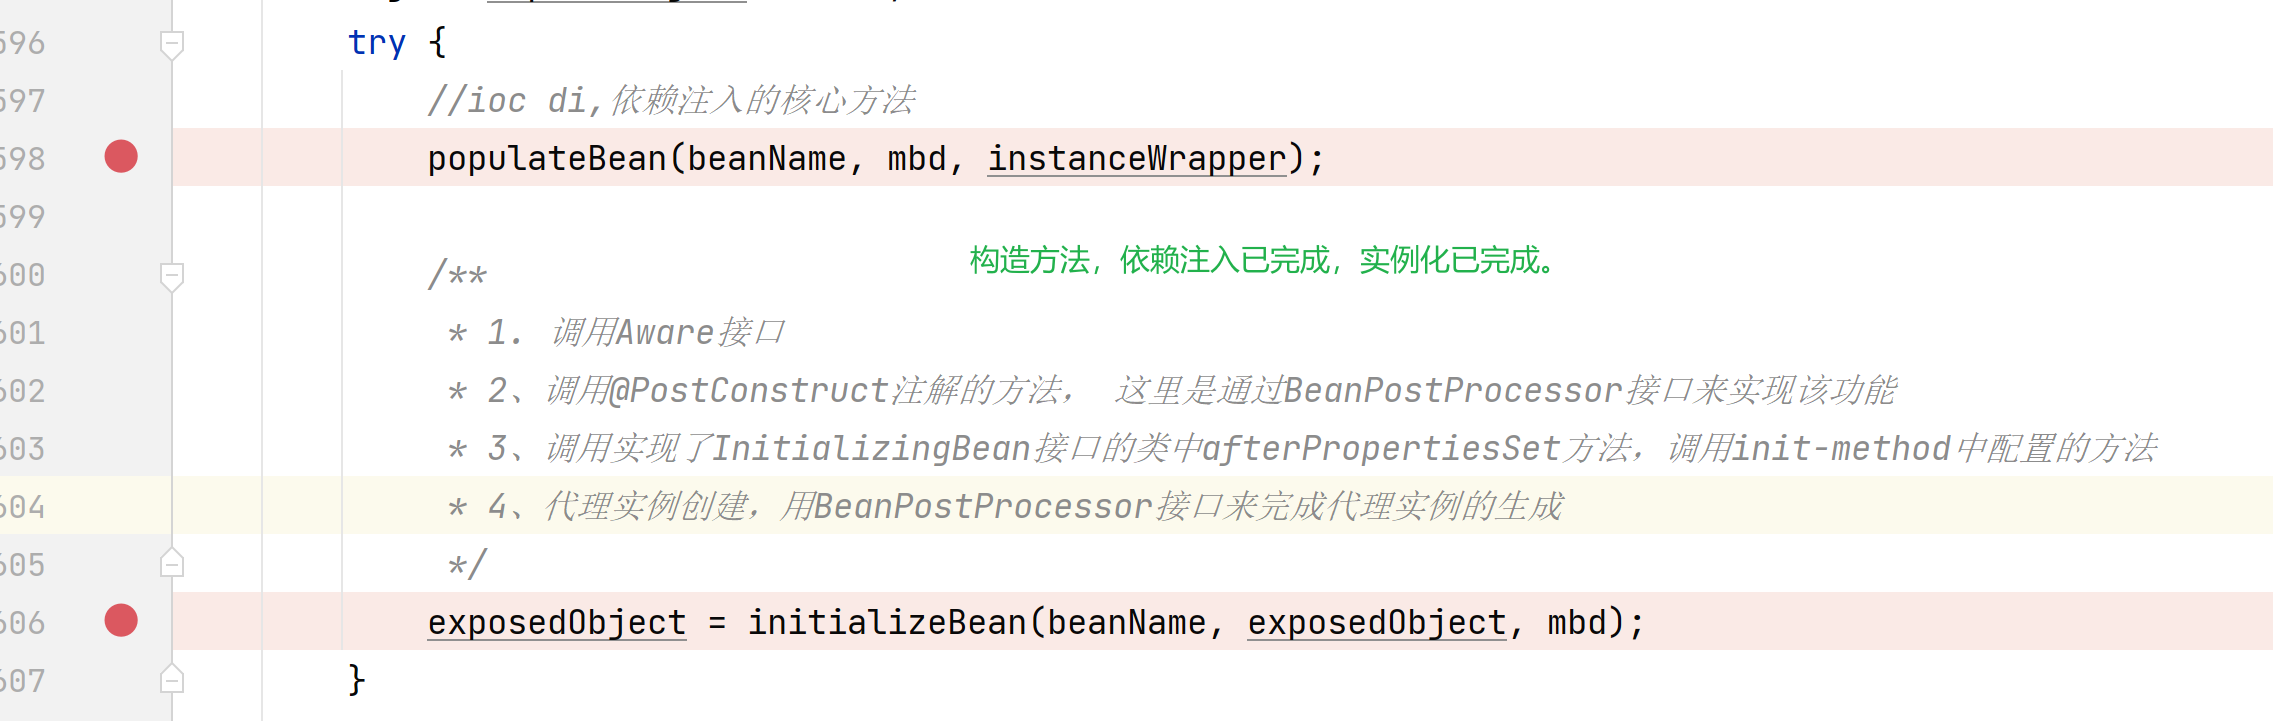 596 try {
597 //ioc di,依赖注入的核心方法
598 populateBean(beanName, mbd, instanceWrapper);
599
构造方法，依赖注入已完成，实例化已完成。
600 /**
601 * 1. 调用Aware接口
602 * 2、调用@PostConstruct注解的方法， 这里是通过BeanPostProcessor接口来实现该功能
603 * 3、调用实现了InitializingBean接口的类中afterPropertiesSet方法，调用init-method中配置的方法
604 * 4、代理实例创建，用BeanPostProcessor接口来完成代理实例的生成
605 */
606 exposedObject = initializeBean(beanName, exposedObject, mbd);
607 }